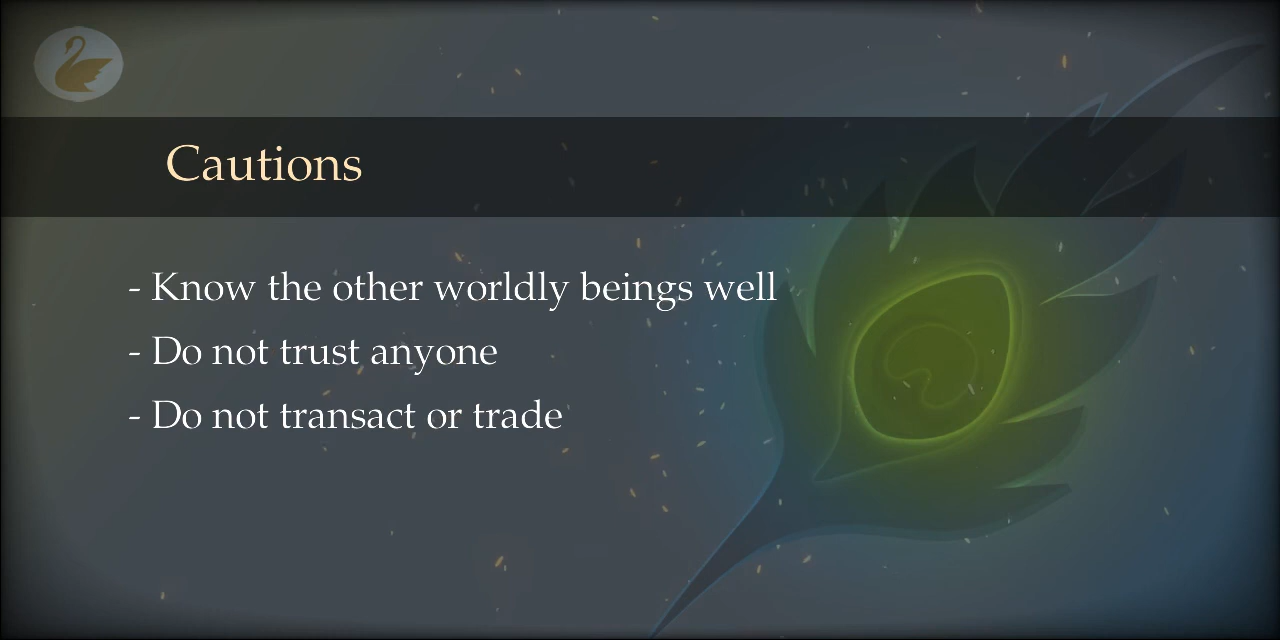 Cautions
- Know the other worldly beings well
- Do not trust anyone
- Do not transact or trade